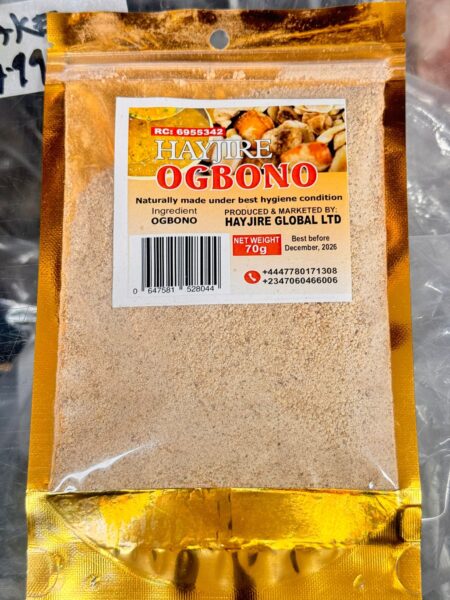 RC: 6955342
HAYJIRE
OGBONO
Naturally made under best hygiene condition
Ingredient
OGBONO
PRODUCED & MARKETED BY:
HAYJIRE GLOBAL LTD
NET WEIGHT
70g
Best before
December, 2026
0 647581 528044
+4447780171308
+2347060466006